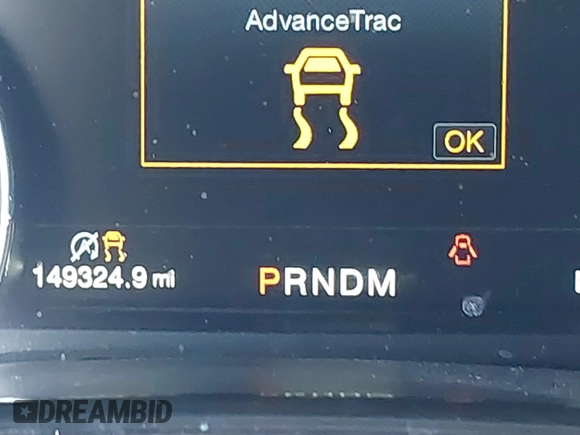 AdvanceTrac
OK
149324.9 mi
PRNDM
DREAMBID